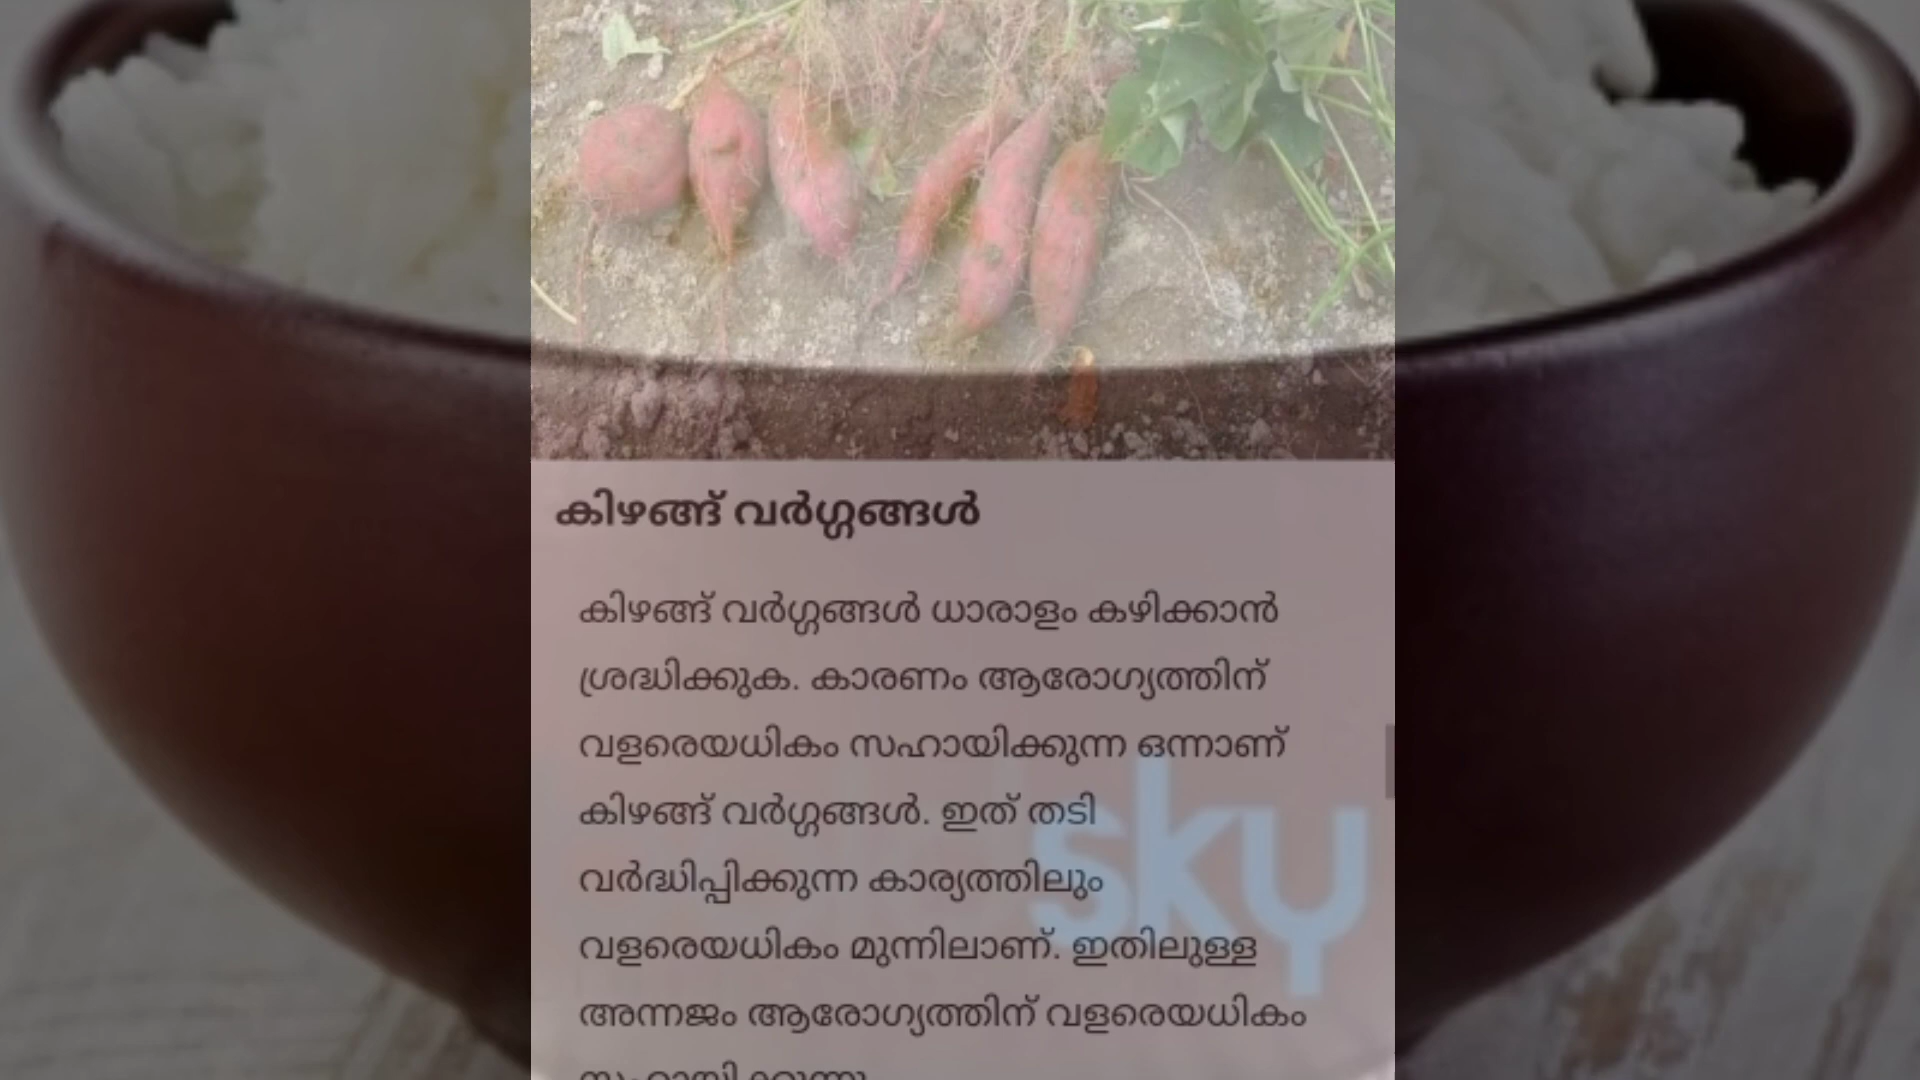 കിഴങ്ങ് വർഗ്ഗങ്ങൾ
കിഴങ്ങ് വർഗ്ഗങ്ങൾ ധാരാളം കഴിക്കാൻ
ശ്രദ്ധിക്കുക. കാരണം ആരോഗ്യത്തിന്
വളരെയധികം സഹായിക്കുന്ന ഒന്നാണ്
കിഴങ്ങ് വർഗ്ഗങ്ങൾ. ഇത് തടി
വർദ്ധിപ്പിക്കുന്ന കാര്യത്തിലും
sky
വളരെയധികം മുന്നിലാണ്. ഇതിലുള്ള
അന്നജം ആരോഗ്യത്തിന് വളരെയധികം